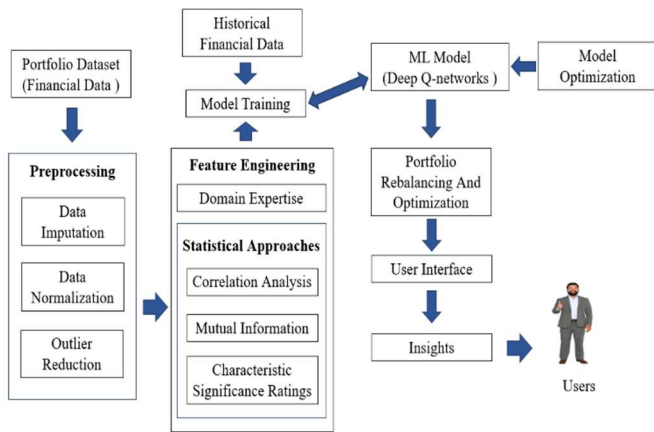 Portfolio Dataset
(Financial Data )
Preprocessing
Data
Imputation
Data
Normalization
Outlier
Reduction
Historical
Financial Data
Model Training
Feature Engineering
Domain Expertise
Statistical Approaches
Correlation Analysis
Mutual Information
Characteristic
Significance Ratings
ML Model
(Deep Q-networks )
Model
Optimization
Portfolio
Rebalancing And
Optimization
User Interface
Insights
Users